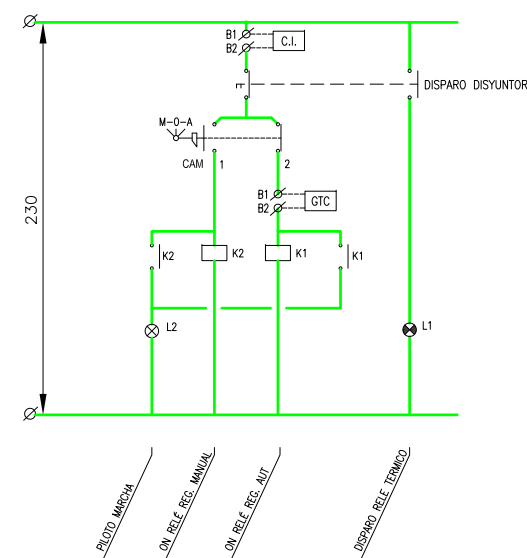 B1
B2
C.I.
DISPARO DISYUNTOR
M-O-A
CAM
1
2
B1
B2
GTC
230
K2
K2
K1
K1
L2
L1
PILOTO MARCHA
ON RELÉ REG. MANUAL
ON RELÉ REG. AUT
DISPARO RELE TERMICO